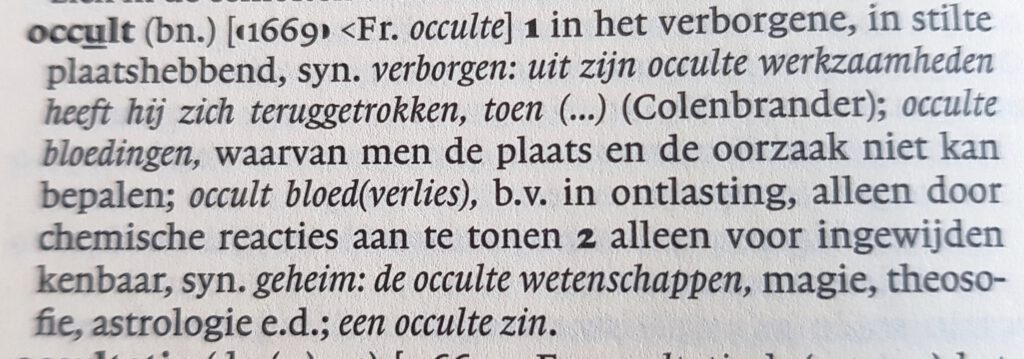 occult (bn.) [‹1669› <Fr. occulte] 1 in het verborgene, in stilte
plaatshebbend, syn. verborgen: uit zijn occulte werkzaamheden
heeft hij zich teruggetrokken, toen (...) (Colenbrander); occulte
bloedingen, waarvan men de plaats en de oorzaak niet kan
bepalen; occult bloed(verlies), b.v. in ontlasting, alleen door
chemische reacties aan te tonen 2 alleen voor ingewijden
kenbaar, syn. geheim: de occulte wetenschappen, magie, theoso-
fie, astrologie e.d.; een occulte zin.